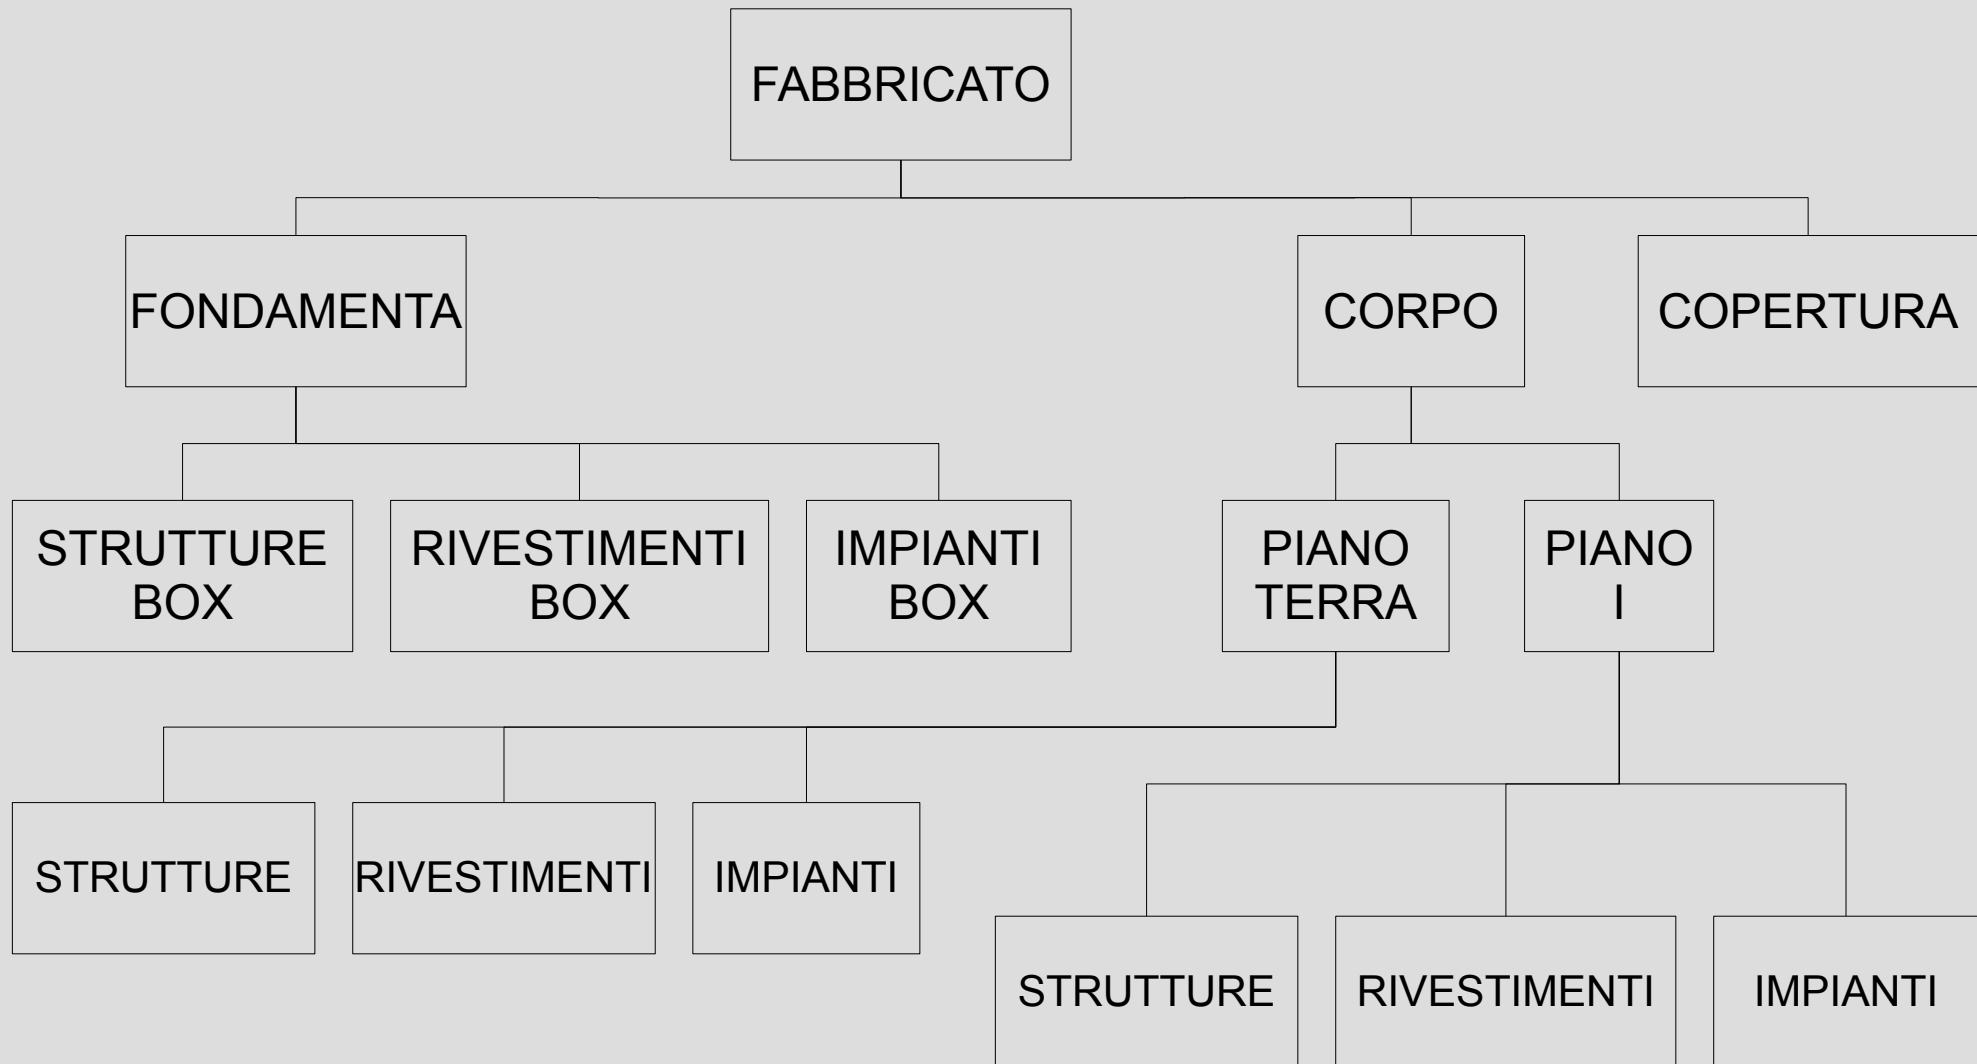 FABBRICATO
FONDAMENTA
CORPO
COPERTURA
STRUTTURE
BOX
RIVESTIMENTI
BOX
IMPIANTI
BOX
PIANO
TERRA
PIANO
I
STRUTTURE
RIVESTIMENTI
IMPIANTI
STRUTTURE
RIVESTIMENTI
IMPIANTI